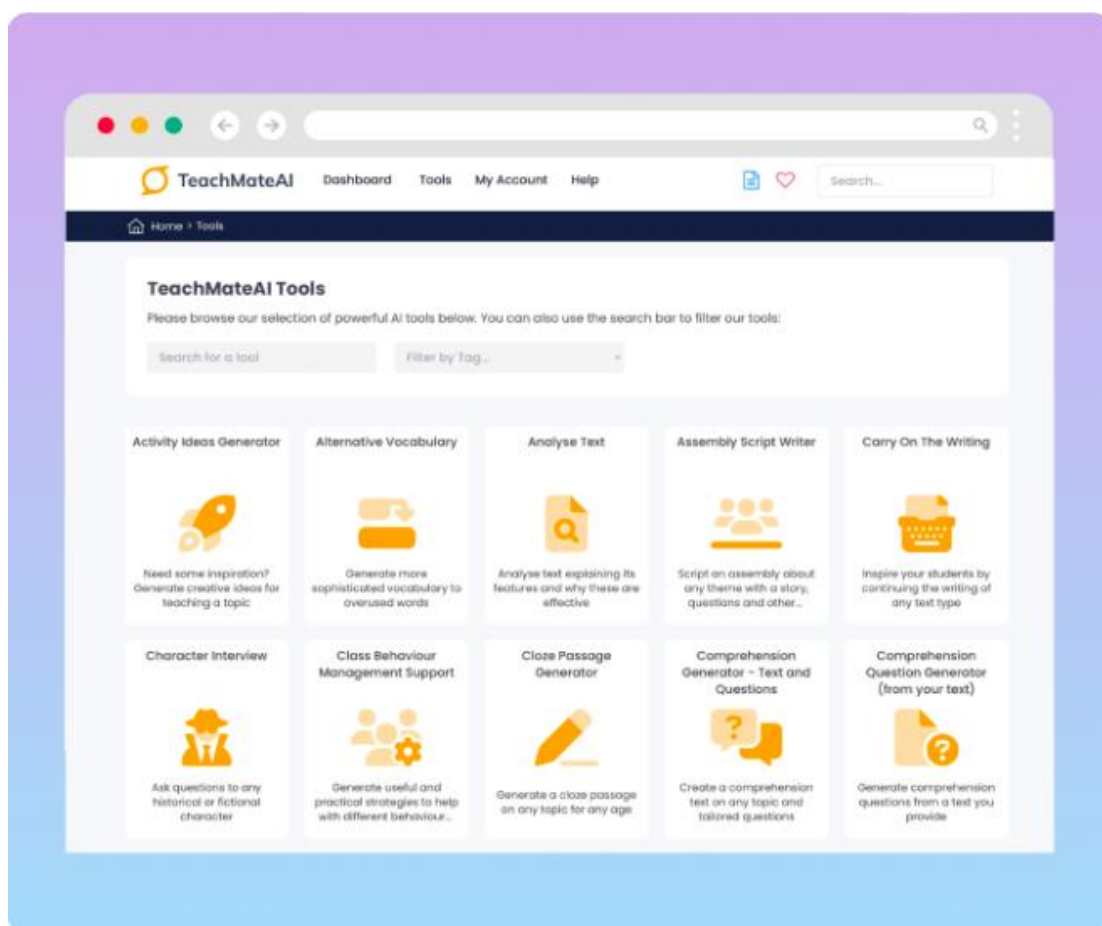 TeachMateAI Dashboard Tools My Account Help Search...
Home > Tools
TeachMateAI Tools
Please browse our selection of powerful AI tools below. You can also use the search bar to filter our tools:
Search for a tool Filter by Tag...
Activity Ideas Generator
Need some inspiration?
Generate creative ideas for
teaching a topic
Alternative Vocabulary
Generate more
sophisticated vocabulary to
overused words
Analyse Text
Analyse text explaining its
features and why these are
effective
Assembly Script Writer
Script an assembly about
any theme with a story,
questions and other...
Carry On The Writing
Inspire your students by
continuing the writing of
any text type
Character Interview
Ask questions to any
historical or fictional
character
Class Behaviour
Management Support
Generate useful and
practical strategies to help
with different behaviour...
Cloze Passage
Generator
Generate a cloze passage
on any topic for any age
Comprehension
Generator - Text and
Questions
Create a comprehension
text on any topic and
tailored questions
Comprehension
Question Generator
(from your text)
Generate comprehension
questions from a text you
provide